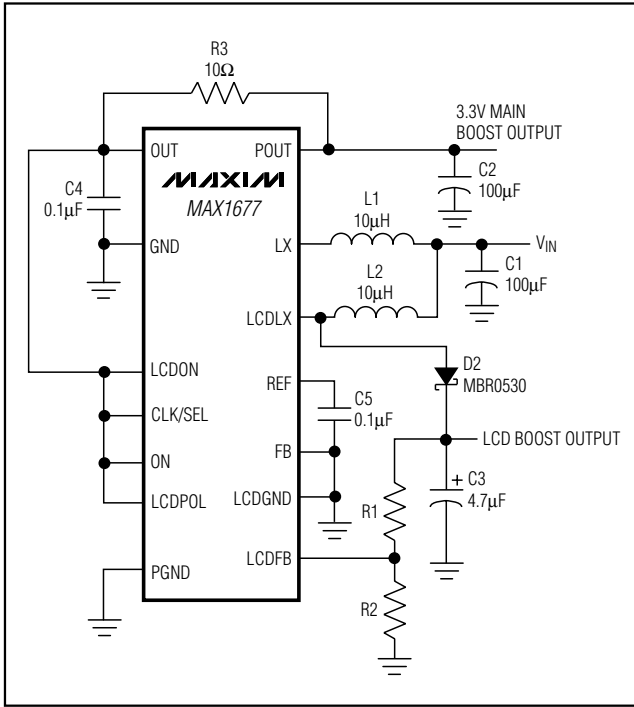 R3
10Ω
3.3V MAIN
BOOST OUTPUT
OUT
POUT
MAXIM
MAX1677
C4
0.1µF
C2
100µF
L1
10µH
GND
LX
VIN
C1
100µF
L2
10µH
LCDLX
D2
MBR0530
LCDON
REF
CLK/SEL
C5
0.1µF
LCD BOOST OUTPUT
ON
FB
+
C3
4.7µF
LCDPOL
LCDGND
R1
LCDFB
PGND
R2